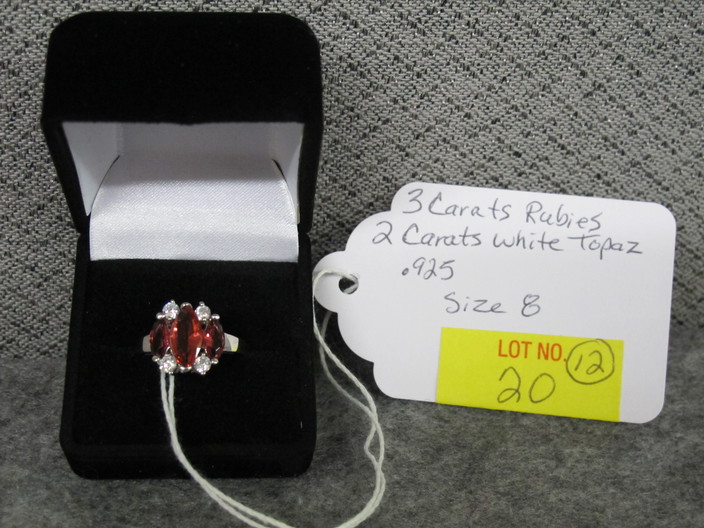 3 Carats Rubies
2 Carats white Topaz
.925
Size 8
LOT NO. 12
20